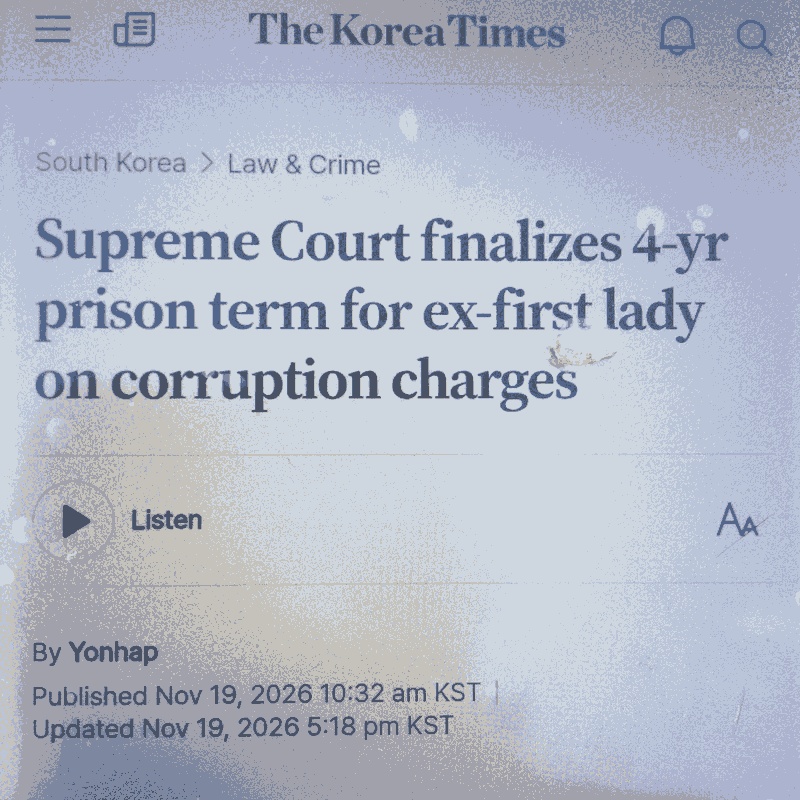 The Korea Times
South Korea > Law & Crime
Supreme Court finalizes 4-yr
prison term for ex-first lady
on corruption charges
Listen
AA
By Yonhap
Published Nov 19, 2026 10:32 am KST |
Updated Nov 19, 2026 5:18 pm KST